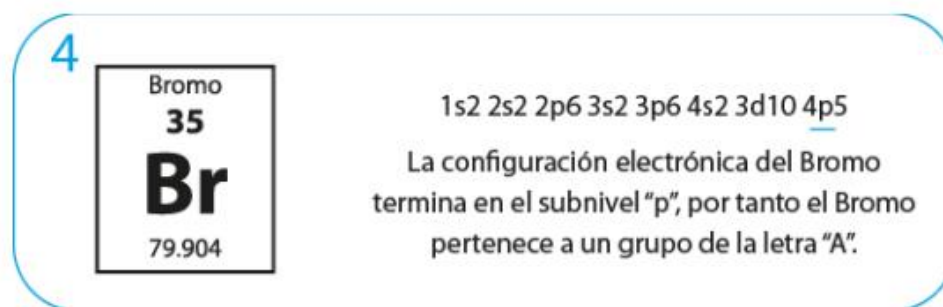 4
Bromo
35
Br
79.904
1s2 2s2 2p6 3s2 3p6 4s2 3d10 4p5
La configuración electrónica del Bromo
termina en el subnivel “p”, por tanto el Bromo
pertenece a un grupo de la letra “A”.